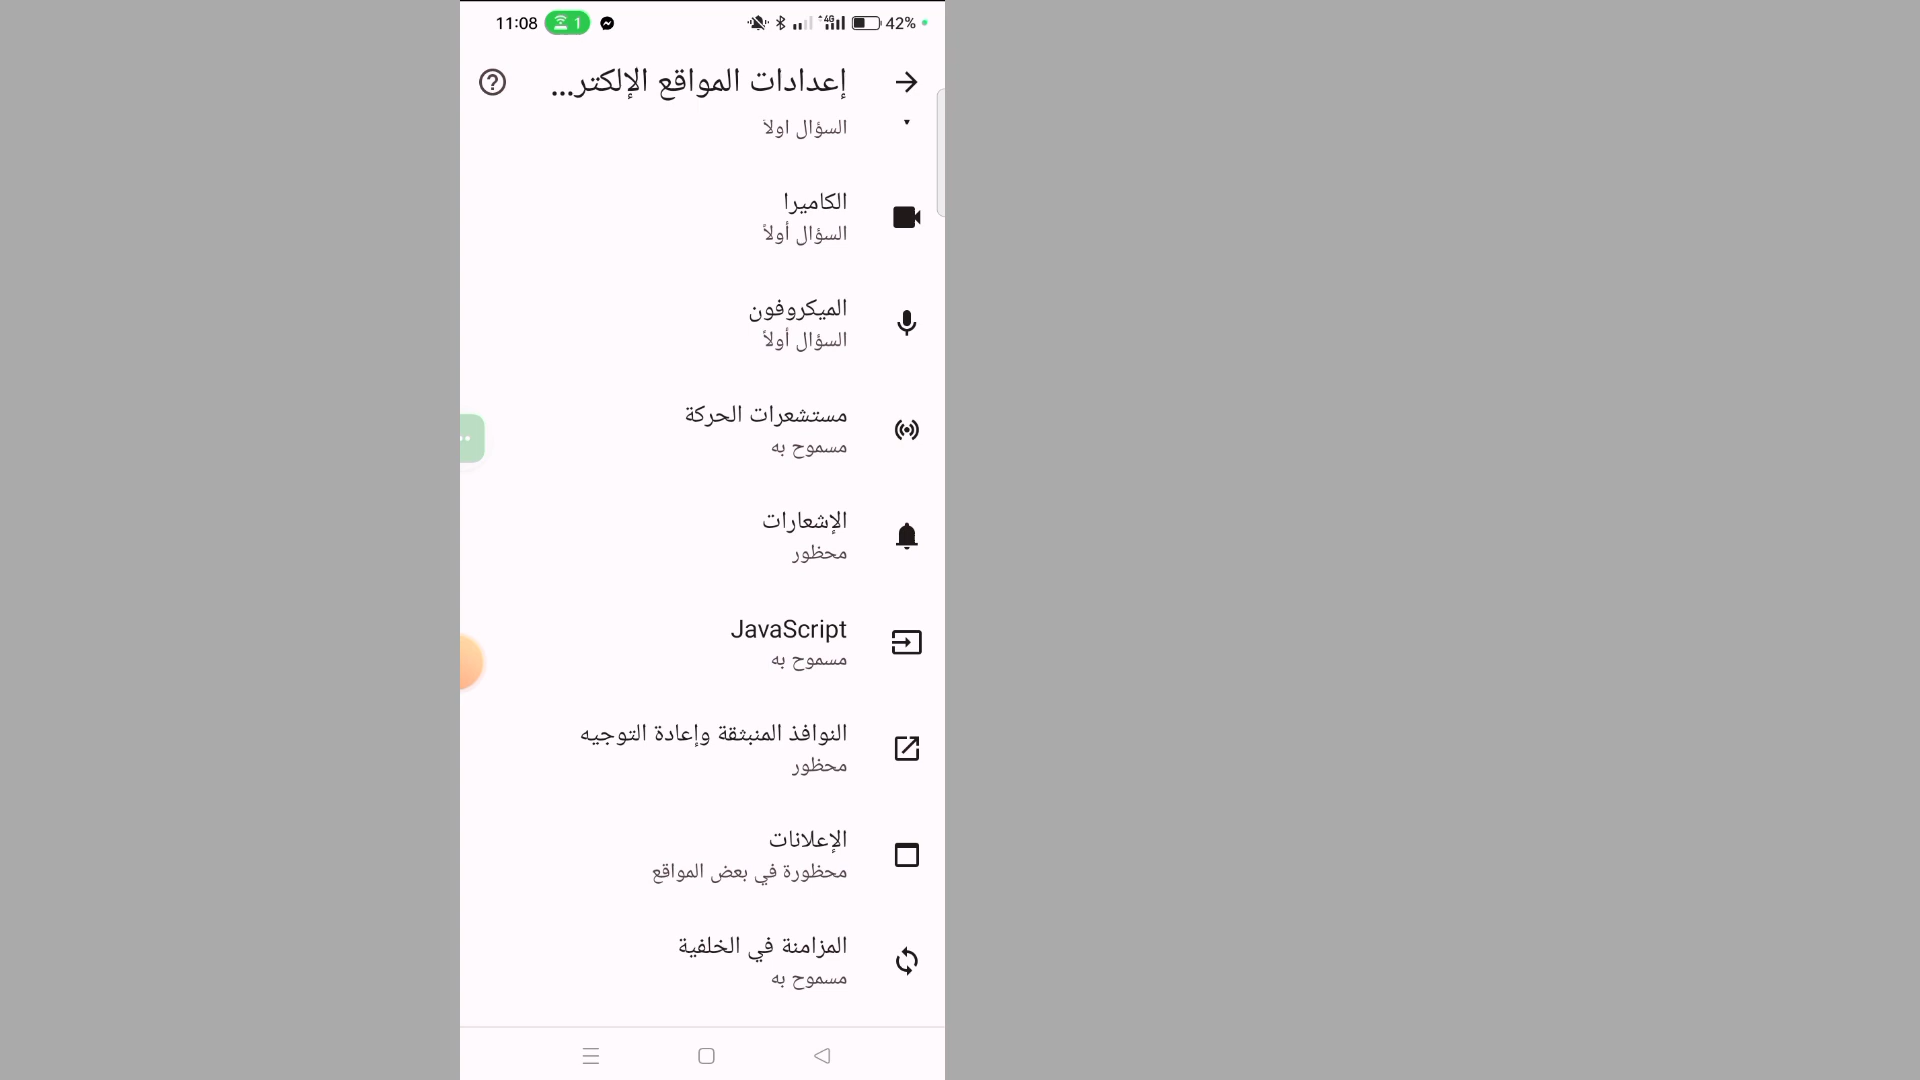 11:08
1
4G
42%
إعدادات المواقع الإلكتر...
السؤال اولاً
الكاميرا
السؤال أولاً
الميكروفون
السؤال أولاً
مستشعرات الحركة
مسموح به
الإشعارات
محظور
JavaScript
مسموح به
النوافذ المنبثقة وإعادة التوجيه
محظور
الإعلانات
محظورة في بعض المواقع
المزامنة في الخلفية
مسموح به